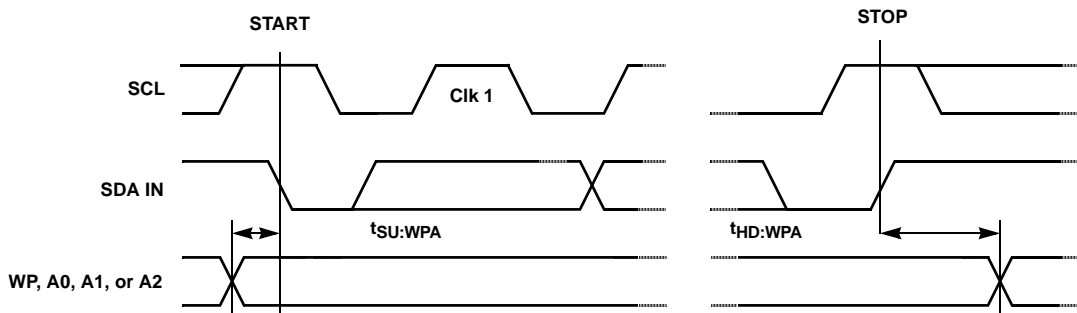 START
STOP
SCL
Clk 1
SDA IN
tSU:WPA
tHD:WPA
WP, A0, A1, or A2